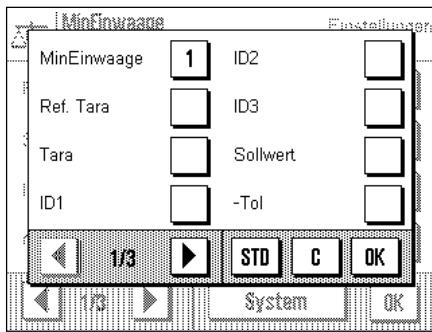 MinEinwaage
Einstellungen
MinEinwaage 1 ID2
Ref. Tara ID3
Tara Sollwert
ID1 -Tol
1/3 STD C OK
1/3 System OK